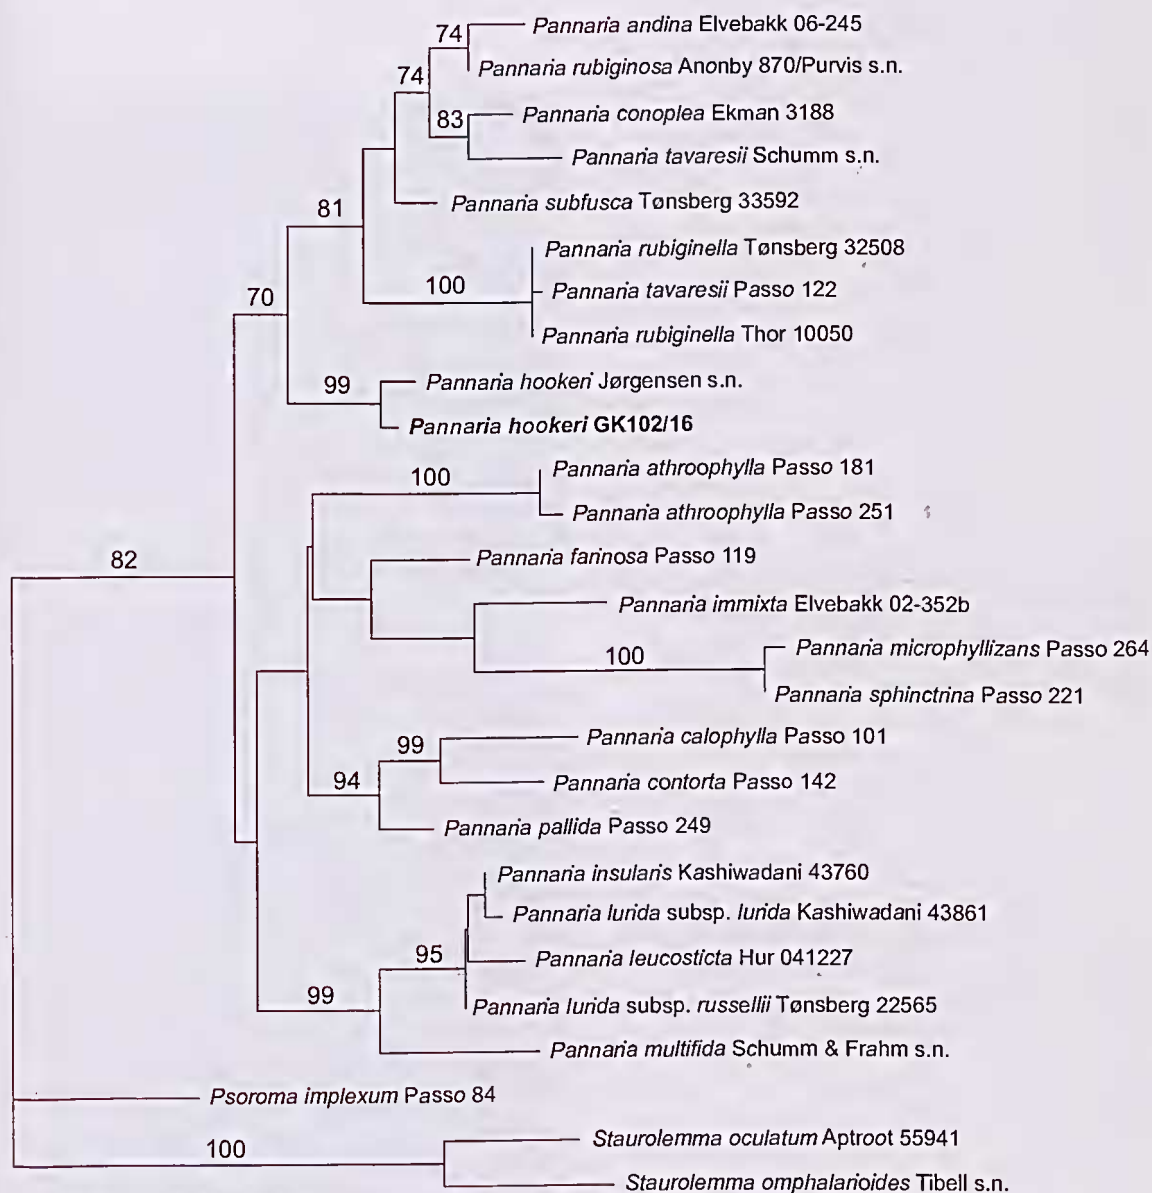 74
Pannaria andina Elvebakk 06-245
Pannaria rubiginosa Anonby 870/Purvis s.n.
74
83
Pannaria conoplea Ekman 3188
Pannaria tavaresii Schumm s.n.
Pannaria subfusca Tønsberg 33592
81
Pannaria rubiginella Tønsberg 32508
100
Pannaria tavaresii Passo 122
Pannaria rubiginella Thor 10050
70
99
Pannaria hookeri Jørgensen s.n.
Pannaria hookeri GK102/16
100
Pannaria athroophylla Passo 181
Pannaria athroophylla Passo 251
82
Pannaria farinosa Passo 119
Pannaria immixta Elvebakk 02-352b
100
Pannaria microphyllizans Passo 264
Pannaria sphinctrina Passo 221
99
Pannaria calophylla Passo 101
94
Pannaria contorta Passo 142
Pannaria pallida Passo 249
Pannaria insularis Kashiwadani 43760
Pannaria lurida subsp. lurida Kashiwadani 43861
95
Pannaria leucosticta Hur 041227
99
Pannaria lurida subsp. russellii Tønsberg 22565
Pannaria multifida Schumm & Frahm s.n.
Psoroma implexum Passo 84
100
Staurolemma oculatum Aptroot 55941
Staurolemma omphalarioides Tibell s.n.